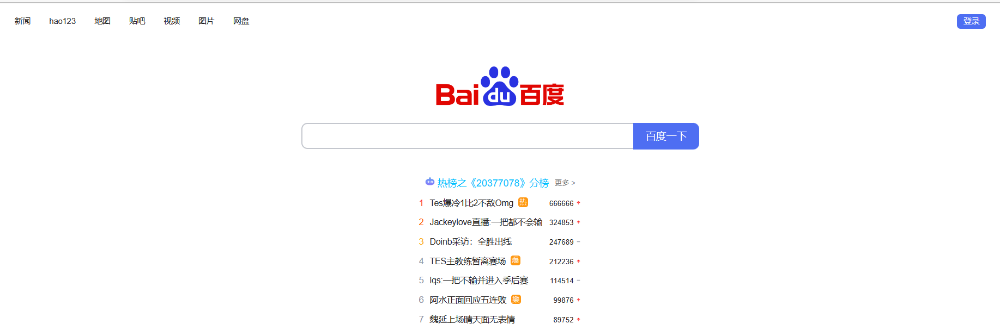 新闻 hao123 地图 贴吧 视频 图片 网盘 登录
Bai du 百度
百度一下
热榜之《20377078》分榜 更多 >
1 Tes爆冷1比2不敌Omg 热 666666 ↑
2 Jackeylove直播:一把都不会输 324853 ↑
3 Doinb采访：全胜出线 247689 -
4 TES主教练暂离赛场 爆 212236 ↑
5 lqs:一把不输并进入季后赛 114514 -
6 阿水正面回应五连败 樂 99876 ↑
7 魏延上场晴天面无表情 89752 ↑